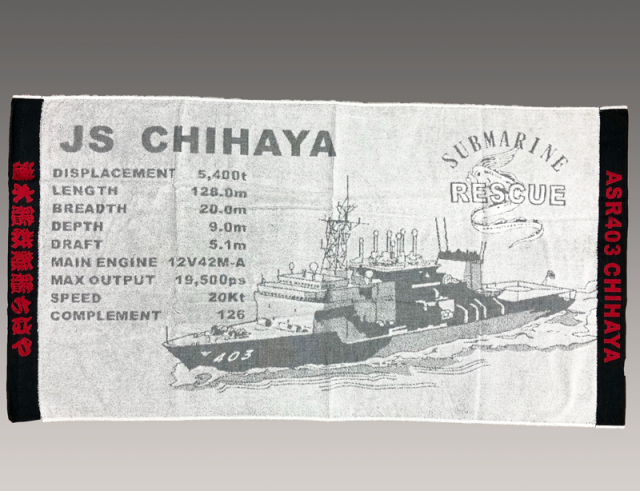 JS CHIHAYA
DISPLACEMENT 5,400t
LENGTH 128.0m
BREADTH 20.0m
DEPTH 9.0m
DRAFT 5.1m
MAIN ENGINE 12V42M-A
MAX OUTPUT 19,500ps
SPEED 20Kt
COMPLEMENT 126
SUBMARINE
RESCUE
403
潜水艦救難艦ちはや
ASR403 CHIHAYA